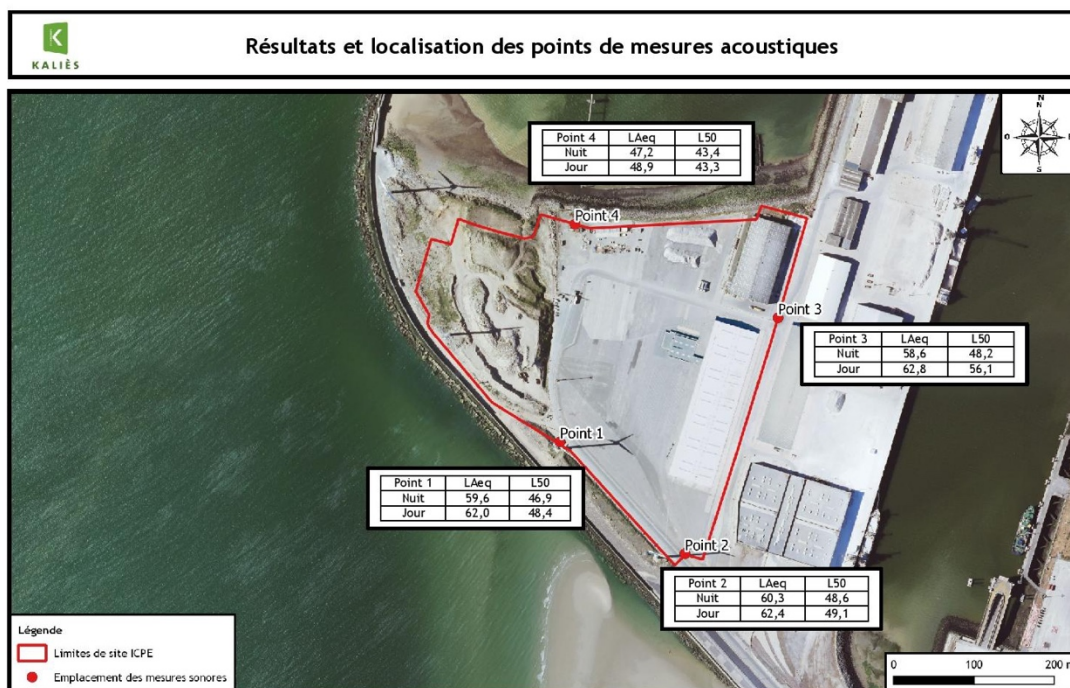 KALIÈS
Résultats et localisation des points de mesures acoustiques
N
N
O
E
S
S
Point 4 LAeq L50
Nuit 47,2 43,4
Jour 48,9 43,3
Point 4
Point 3
Point 3 LAeq L50
Nuit 58,6 48,2
Jour 62,8 56,1
Point 1
Point 1 LAeq L50
Nuit 59,6 46,9
Jour 62,0 48,4
Point 2
Point 2 LAeq L50
Nuit 60,3 48,6
Jour 62,4 49,1
Légende
Limites de site ICPE
Emplacement des mesures sonores
0 100 200 m